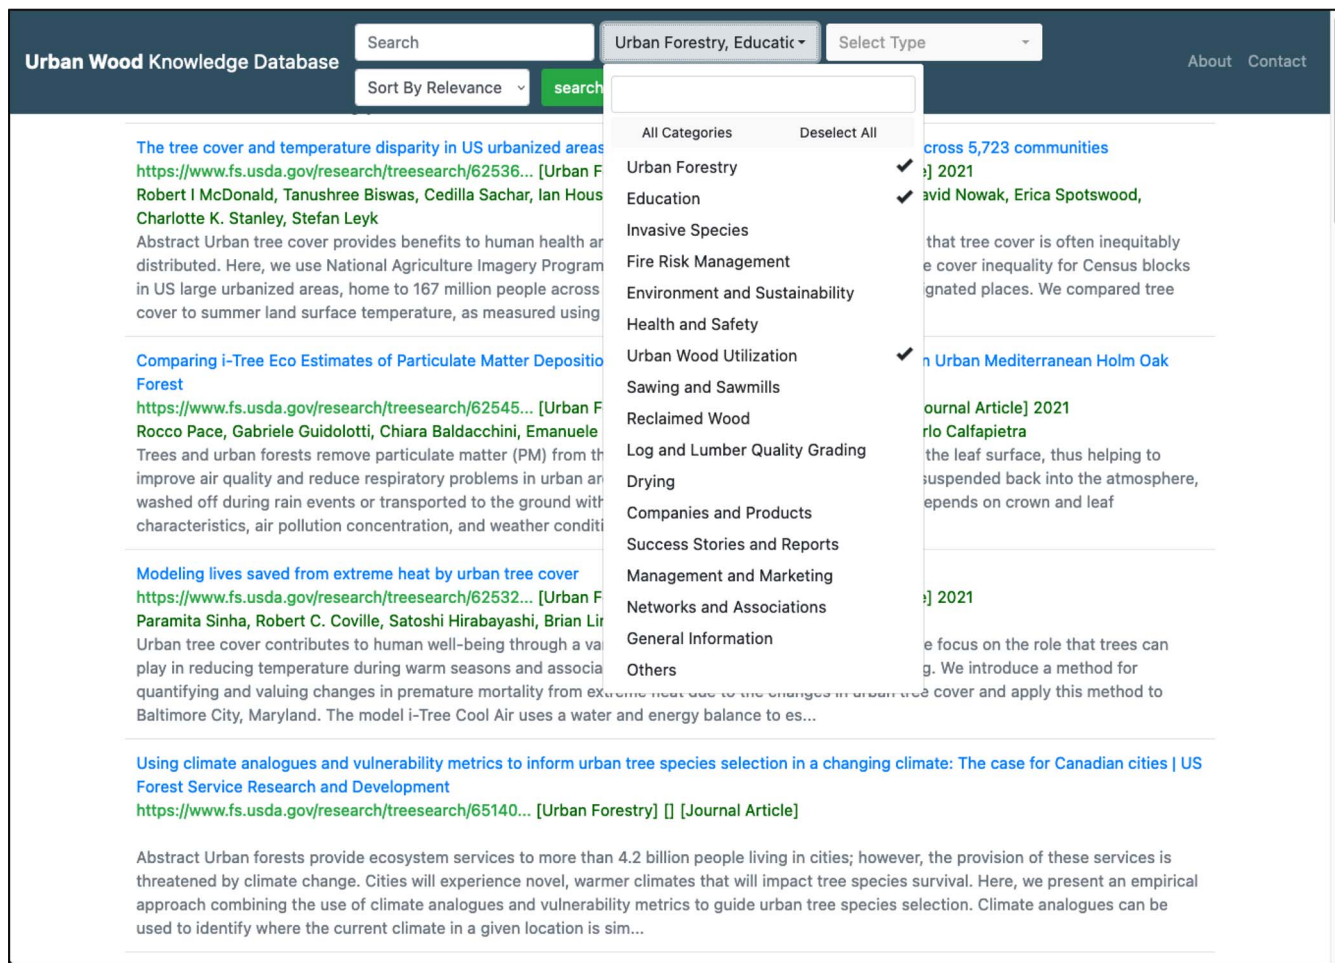 Urban Wood Knowledge Database
Search
Urban Forestry, Educatic
Select Type
About Contact
Sort By Relevance
search
All Categories Deselect All
Urban Forestry
Education
Invasive Species
Fire Risk Management
Environment and Sustainability
Health and Safety
Urban Wood Utilization
Sawing and Sawmills
Reclaimed Wood
Log and Lumber Quality Grading
Drying
Companies and Products
Success Stories and Reports
Management and Marketing
Networks and Associations
General Information
Others
The tree cover and temperature disparity in US urbanized areas cross 5,723 communities
https://www.fs.usda.gov/research/treesearch/62536... [Urban F e] 2021
Robert I McDonald, Tanushree Biswas, Cedilla Sachar, Ian Hous avid Nowak, Erica Spotswood,
Charlotte K. Stanley, Stefan Leyk
Abstract Urban tree cover provides benefits to human health ar that tree cover is often inequitably
distributed. Here, we use National Agriculture Imagery Program e cover inequality for Census blocks
in US large urbanized areas, home to 167 million people across ignated places. We compared tree
cover to summer land surface temperature, as measured using
Comparing i-Tree Eco Estimates of Particulate Matter Depositio n Urban Mediterranean Holm Oak
Forest
https://www.fs.usda.gov/research/treesearch/62545... [Urban F ournal Article] 2021
Rocco Pace, Gabriele Guidolotti, Chiara Baldacchini, Emanuele rlo Calfapietra
Trees and urban forests remove particulate matter (PM) from th the leaf surface, thus helping to
improve air quality and reduce respiratory problems in urban ar suspended back into the atmosphere,
washed off during rain events or transported to the ground with epends on crown and leaf
characteristics, air pollution concentration, and weather conditi
Modeling lives saved from extreme heat by urban tree cover
https://www.fs.usda.gov/research/treesearch/62532... [Urban F e] 2021
Paramita Sinha, Robert C. Coville, Satoshi Hirabayashi, Brian Lir
Urban tree cover contributes to human well-being through a va e focus on the role that trees can
play in reducing temperature during warm seasons and associa g. We introduce a method for
quantifying and valuing changes in premature mortality from extreme heat due to the changes in urban tree cover and apply this method to
Baltimore City, Maryland. The model i-Tree Cool Air uses a water and energy balance to es...
Using climate analogues and vulnerability metrics to inform urban tree species selection in a changing climate: The case for Canadian cities | US
Forest Service Research and Development
https://www.fs.usda.gov/research/treesearch/65140... [Urban Forestry] [] [Journal Article]
Abstract Urban forests provide ecosystem services to more than 4.2 billion people living in cities; however, the provision of these services is
threatened by climate change. Cities will experience novel, warmer climates that will impact tree species survival. Here, we present an empirical
approach combining the use of climate analogues and vulnerability metrics to guide urban tree species selection. Climate analogues can be
used to identify where the current climate in a given location is sim...